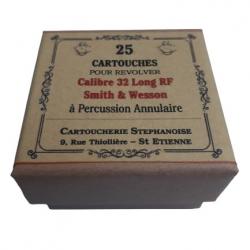 25
CARTOUCHES
POUR REVOLVER
Calibre 32 Long RF
Smith & Wesson
à Percussion Annulaire
CARTOUCHERIE STEPHANOISE
9, Rue Thiollière – St ETIENNE